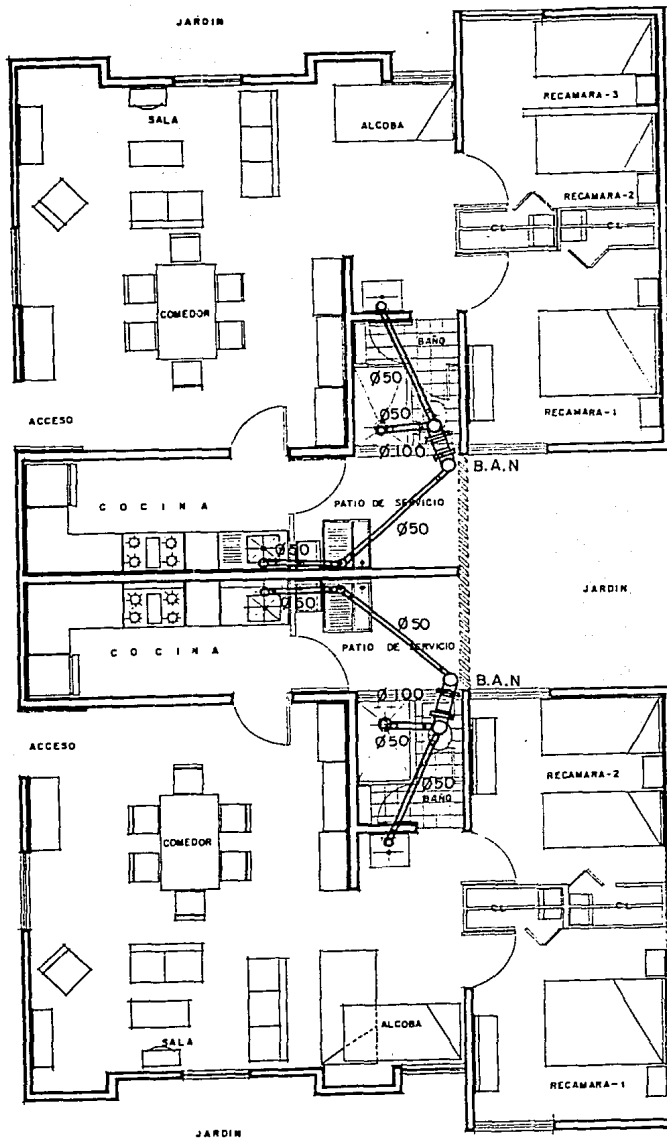 JARDIN
SALA
ALCOBA
RECAMARA-3
RECAMARA-2
CL
CL
COMEDOR
BAÑO
Ø50
Ø50
RECAMARA-1
ACCESO
Ø100
B.A.N
COCINA
PATIO DE SERVICIO
Ø50
Ø50
JARDIN
Ø50
Ø50
COCINA
PATIO DE SERVICIO
B.A.N
Ø100
ACCESO
Ø50
RECAMARA-2
Ø50
BAÑO
COMEDOR
CL
CL
ALCOBA
SALA
RECAMARA-1
JARDIN